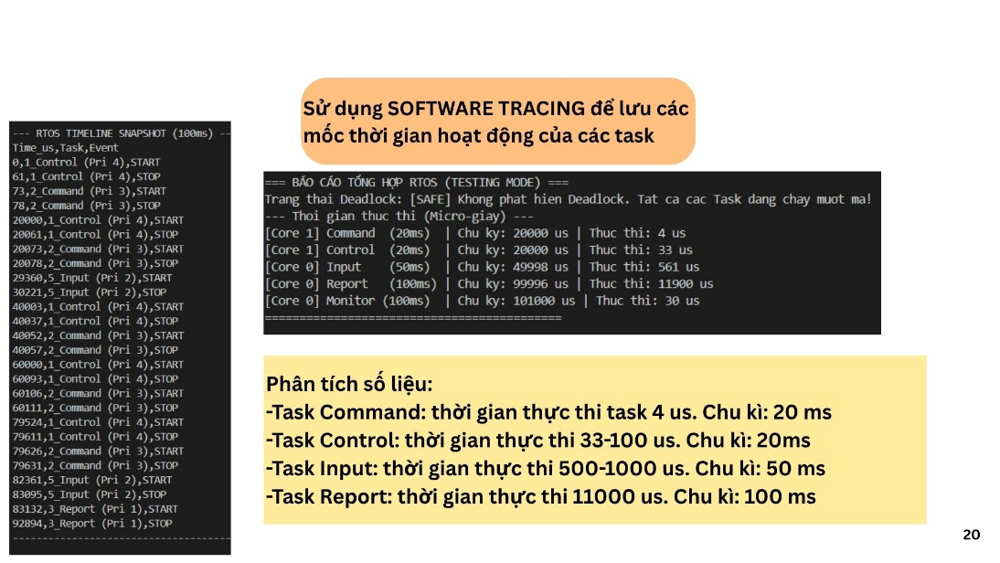 Sử dụng SOFTWARE TRACING để lưu các
mốc thời gian hoạt động của các task
--- RTOS TIMELINE SNAPSHOT (100ms) --
Time_us,Task,Event
0,1_Control (Pri 4),START
61,1_Control (Pri 4),STOP
73,2_Command (Pri 3),START
78,2_Command (Pri 3),STOP
20000,1_Control (Pri 4),START
20061,1_Control (Pri 4),STOP
20073,2_Command (Pri 3),START
20078,2_Command (Pri 3),STOP
29360,5_Input (Pri 2),START
30221,5_Input (Pri 2),STOP
40003,1_Control (Pri 4),START
40037,1_Control (Pri 4),STOP
40052,2_Command (Pri 3),START
40057,2_Command (Pri 3),STOP
60000,1_Control (Pri 4),START
60093,1_Control (Pri 4),STOP
60106,2_Command (Pri 3),START
60111,2_Command (Pri 3),STOP
79524,1_Control (Pri 4),START
79611,1_Control (Pri 4),STOP
79626,2_Command (Pri 3),START
79631,2_Command (Pri 3),STOP
82361,5_Input (Pri 2),START
83095,5_Input (Pri 2),STOP
83132,3_Report (Pri 1),START
92894,3_Report (Pri 1),STOP
-------------------------------------
=== BÁO CÁO TỔNG HỢP RTOS (TESTING MODE) ===
Trang thai Deadlock: [SAFE] Khong phat hien Deadlock. Tat ca cac Task dang chay muot ma!
--- Thoi gian thuc thi (Micro-giay) ---
[Core 1] Command (20ms) | Chu ky: 20000 us | Thuc thi: 4 us
[Core 1] Control (20ms) | Chu ky: 20000 us | Thuc thi: 33 us
[Core 0] Input (50ms) | Chu ky: 49998 us | Thuc thi: 561 us
[Core 0] Report (100ms) | Chu ky: 99996 us | Thuc thi: 11900 us
[Core 0] Monitor (100ms) | Chu ky: 101000 us | Thuc thi: 30 us
===========================================
Phân tích số liệu:
-Task Command: thời gian thực thi task 4 us. Chu kì: 20 ms
-Task Control: thời gian thực thi 33-100 us. Chu kì: 20ms
-Task Input: thời gian thực thi 500-1000 us. Chu kì: 50 ms
-Task Report: thời gian thực thi 11000 us. Chu kì: 100 ms
20